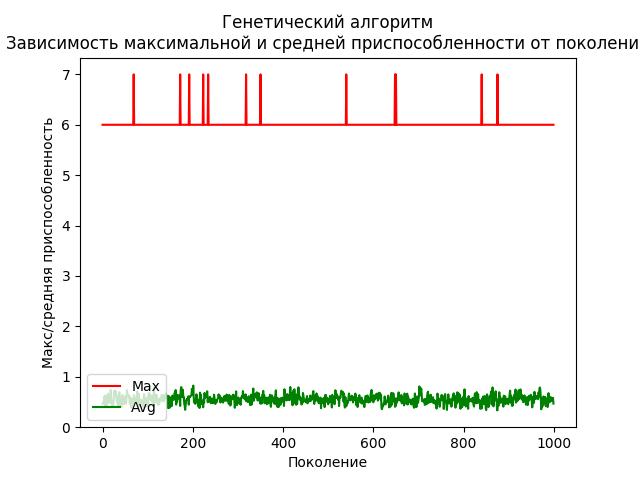 Генетический алгоритм
Зависимость максимальной и средней приспособленности от поколени
Макс/средняя приспособленность
7
6
5
4
3
2
1
0
Max
Avg
0 200 400 600 800 1000
Поколение